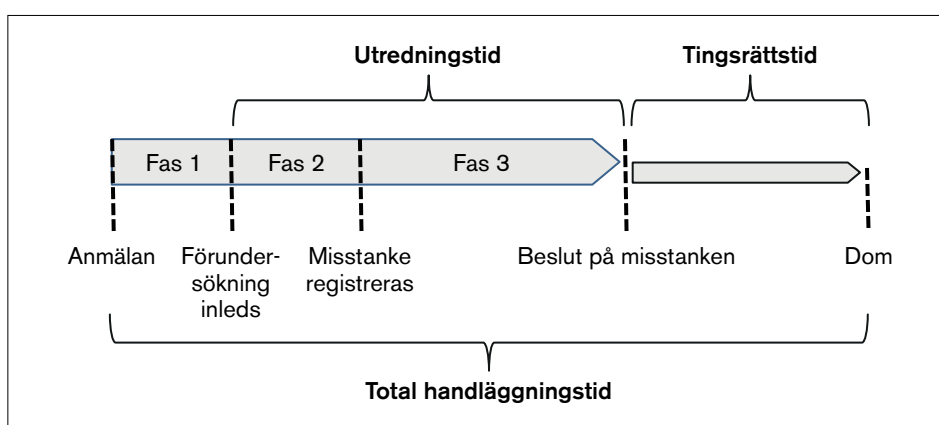 Utredningstid
Tingsrättstid
Fas 1
Fas 2
Fas 3
Anmälan
Förunder-
sökning
inleds
Misstanke
registreras
Beslut på misstanken
Dom
Total handläggningstid